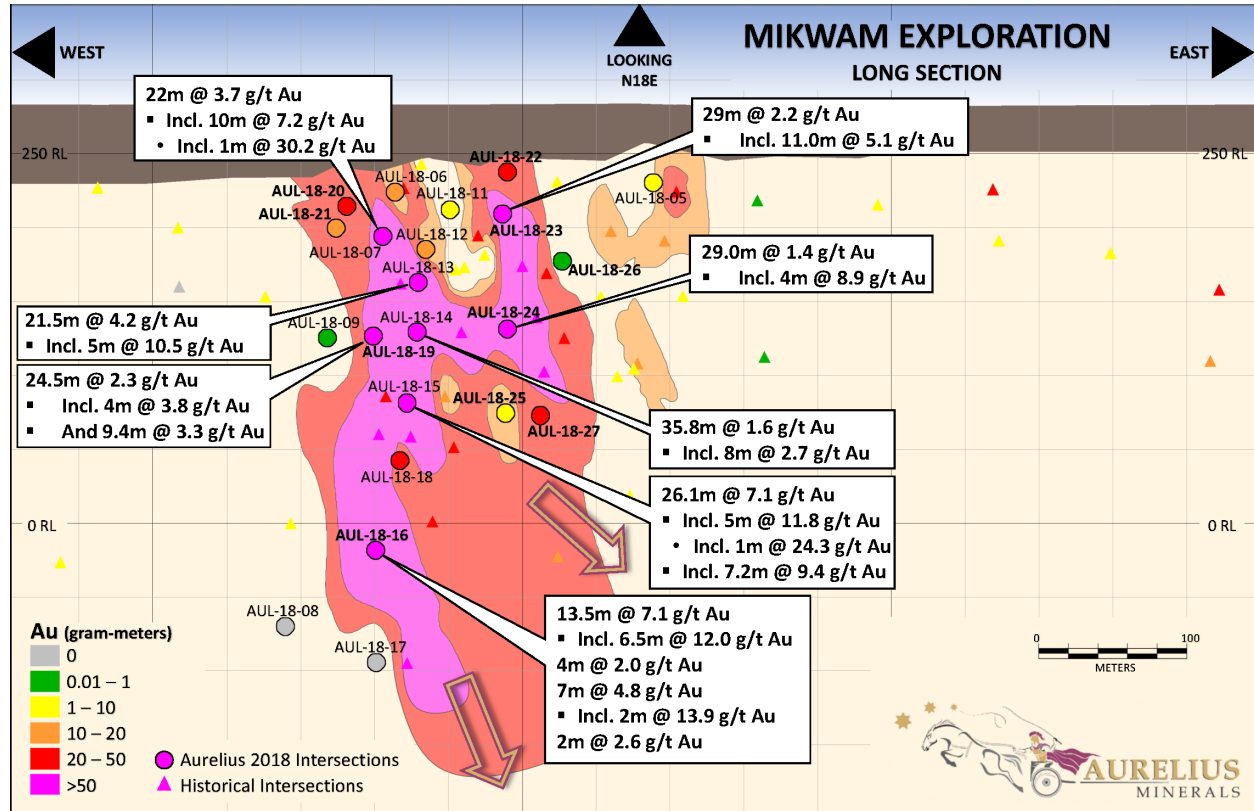 MIKWAM EXPLORATION
LONG SECTION
WEST
LOOKING
N18E
EAST
22m @ 3.7 g/t Au
▪ Incl. 10m @ 7.2 g/t Au
• Incl. 1m @ 30.2 g/t Au
29m @ 2.2 g/t Au
▪ Incl. 11.0m @ 5.1 g/t Au
250 RL
250 RL
AUL-18-22
AUL-18-06
AUL-18-20
AUL-18-11
AUL-18-05
AUL-18-21
AUL-18-07
AUL-18-12
AUL-18-23
AUL-18-13
AUL-18-26
29.0m @ 1.4 g/t Au
▪ Incl. 4m @ 8.9 g/t Au
21.5m @ 4.2 g/t Au
▪ Incl. 5m @ 10.5 g/t Au
AUL-18-09
AUL-18-14
AUL-18-24
AUL-18-19
24.5m @ 2.3 g/t Au
▪ Incl. 4m @ 3.8 g/t Au
▪ And 9.4m @ 3.3 g/t Au
AUL-18-15
AUL-18-25
AUL-18-27
35.8m @ 1.6 g/t Au
▪ Incl. 8m @ 2.7 g/t Au
AUL-18-18
26.1m @ 7.1 g/t Au
▪ Incl. 5m @ 11.8 g/t Au
• Incl. 1m @ 24.3 g/t Au
▪ Incl. 7.2m @ 9.4 g/t Au
0 RL
0 RL
AUL-18-16
AUL-18-08
AUL-18-17
13.5m @ 7.1 g/t Au
▪ Incl. 6.5m @ 12.0 g/t Au
4m @ 2.0 g/t Au
7m @ 4.8 g/t Au
▪ Incl. 2m @ 13.9 g/t Au
2m @ 2.6 g/t Au
Au (gram-meters)
0
0.01 – 1
1 – 10
10 – 20
20 – 50
>50
Aurelius 2018 Intersections
Historical Intersections
0 100
METERS
AURELIUS
MINERALS